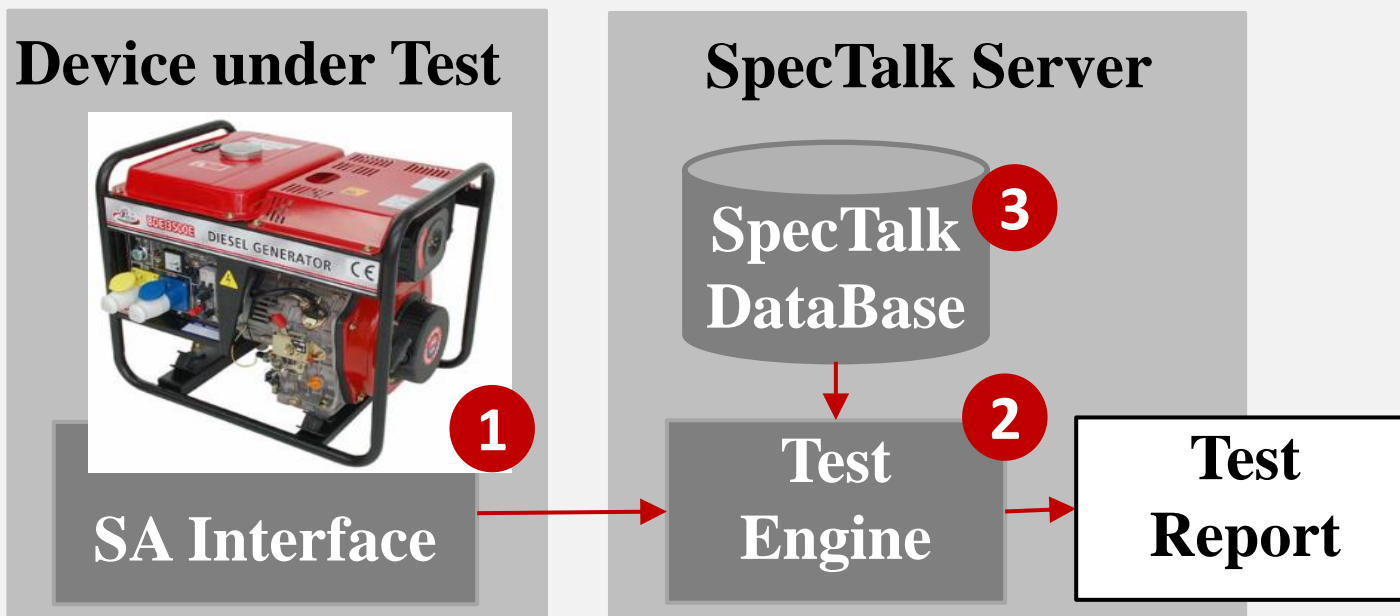 Device under Test
SpecTalk Server
BDE3500E DIESEL GENERATOR CE
1
SA Interface
3
SpecTalk
DataBase
2
Test
Engine
Test
Report